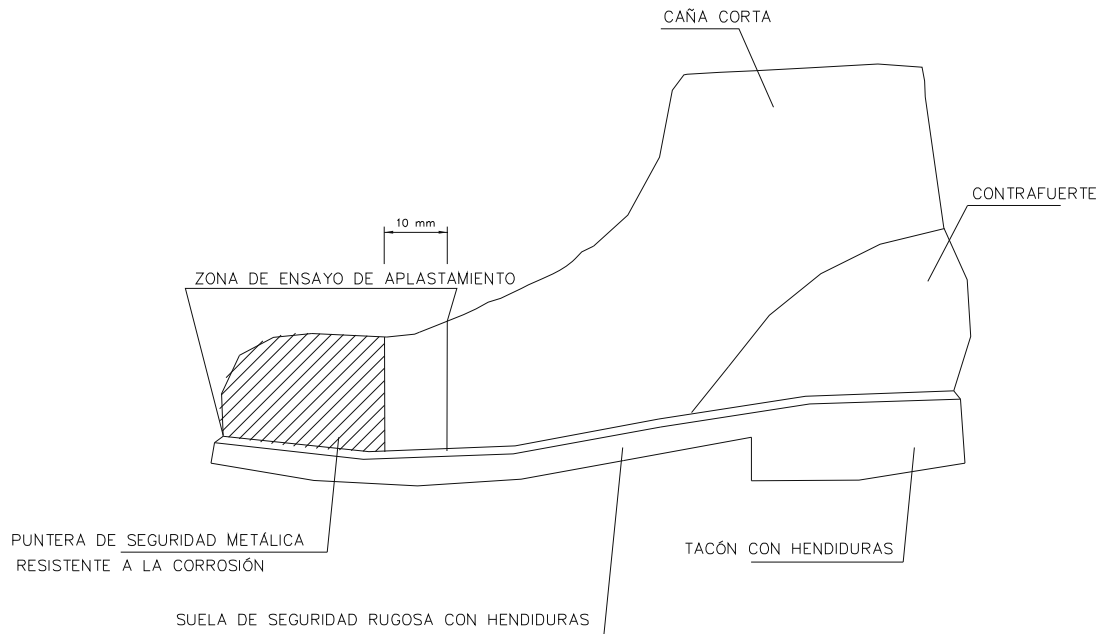 CAÑA CORTA
CONTRAFUERTE
10 mm
ZONA DE ENSAYO DE APLASTAMIENTO
PUNTERA DE SEGURIDAD METÁLICA
RESISTENTE A LA CORROSIÓN
TACÓN CON HENDIDURAS
SUELA DE SEGURIDAD RUGOSA CON HENDIDURAS